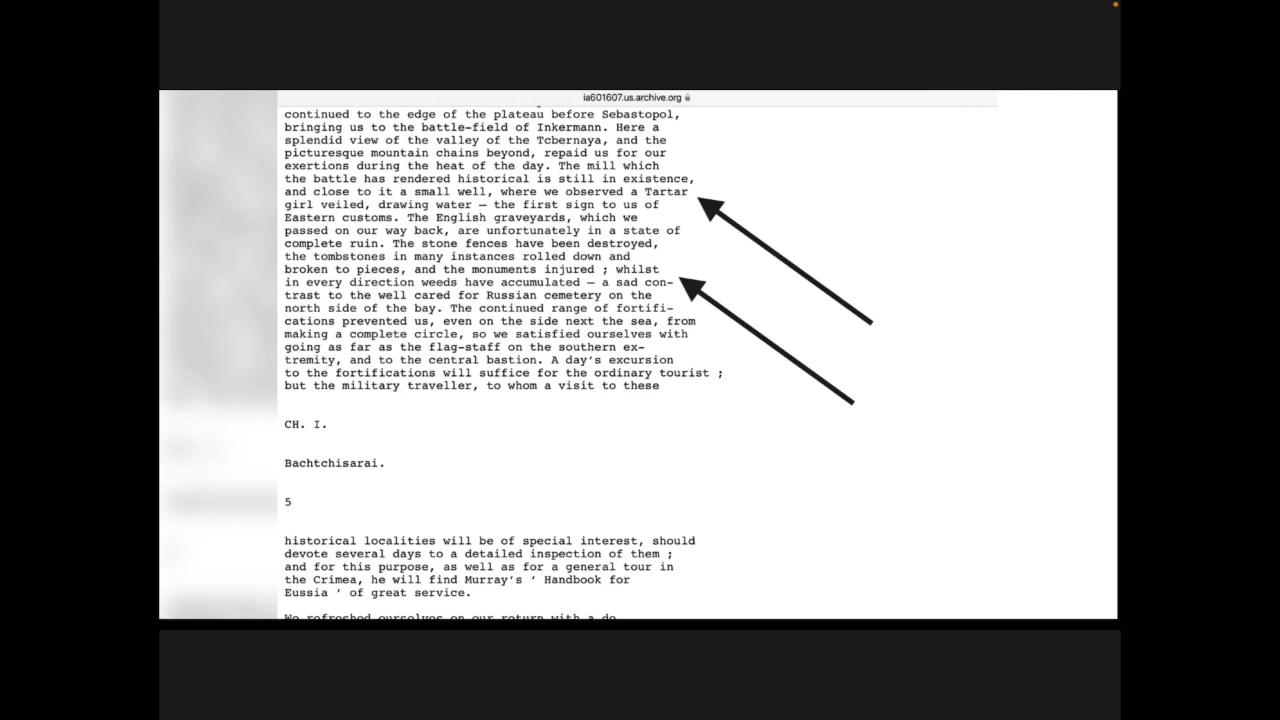 ia601607.us.archive.org
continued to the edge of the plateau before Sebastopol,
bringing us to the battle-field of Inkermann. Here a
splendid view of the valley of the Tcbernaya, and the
picturesque mountain chains beyond, repaid us for our
exertions during the heat of the day. The mill which
the battle has rendered historical is still in existence,
and close to it a small well, where we observed a Tartar
girl veiled, drawing water — the first sign to us of
Eastern customs. The English graveyards, which we
passed on our way back, are unfortunately in a state of
complete ruin. The stone fences have been destroyed,
the tombstones in many instances rolled down and
broken to pieces, and the monuments injured ; whilst
in every direction weeds have accumulated — a sad con-
trast to the well cared for Russian cemetery on the
north side of the bay. The continued range of fortifi-
cations prevented us, even on the side next the sea, from
making a complete circle, so we satisfied ourselves with
going as far as the flag-staff on the southern ex-
tremity, and to the central bastion. A day's excursion
to the fortifications will suffice for the ordinary tourist ;
but the military traveller, to whom a visit to these
CH. I.
Bachtchisarai.
5
historical localities will be of special interest, should
devote several days to a detailed inspection of them ;
and for this purpose, as well as for a general tour in
the Crimea, he will find Murray's ' Handbook for
Eussia ' of great service.
We refreshed ourselves on our return with a de